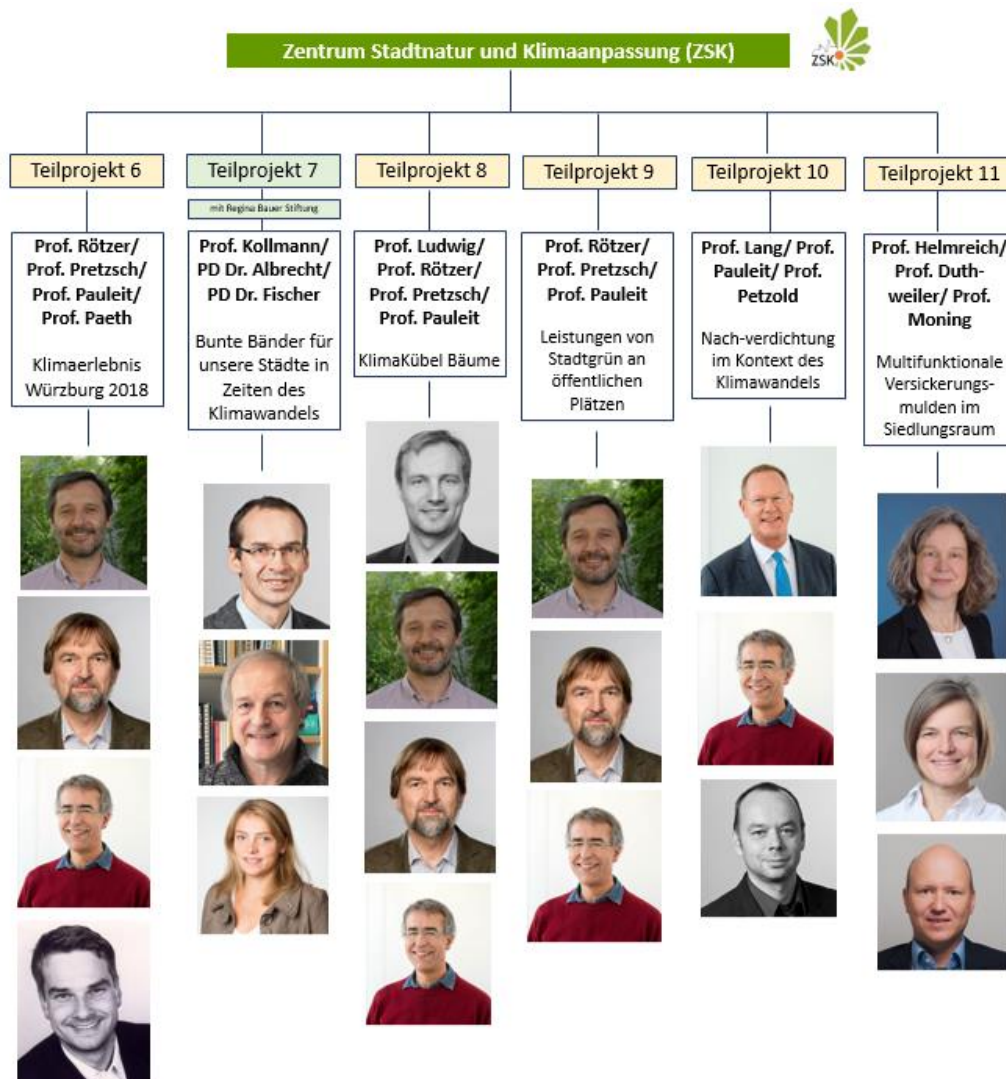 Zentrum Stadtnatur und Klimaanpassung (ZSK)
ZSK
Teilprojekt 6
Teilprojekt 7
Teilprojekt 8
Teilprojekt 9
Teilprojekt 10
Teilprojekt 11
mit Regina Bauer Stiftung
Prof. Rötzer/
Prof. Pretzsch/
Prof. Pauleit/
Prof. Paeth
Klimaerlebnis
Würzburg 2018
Prof. Kollmann/
PD Dr. Albrecht/
PD Dr. Fischer
Bunte Bänder für
unsere Städte in
Zeiten des
Klimawandels
Prof. Ludwig/
Prof. Rötzer/
Prof. Pretzsch/
Prof. Pauleit
KlimaKübel Bäume
Prof. Rötzer/
Prof. Pretzsch/
Prof. Pauleit
Leistungen von
Stadtgrün an
öffentlichen
Plätzen
Prof. Lang/ Prof.
Pauleit/ Prof.
Petzold
Nach-verdichtung
im Kontext des
Klimawandels
Prof. Helmreich/
Prof. Duth-
weiler/ Prof.
Moning
Multifunktionale
Versickerungs-
mulden im
Siedlungsraum